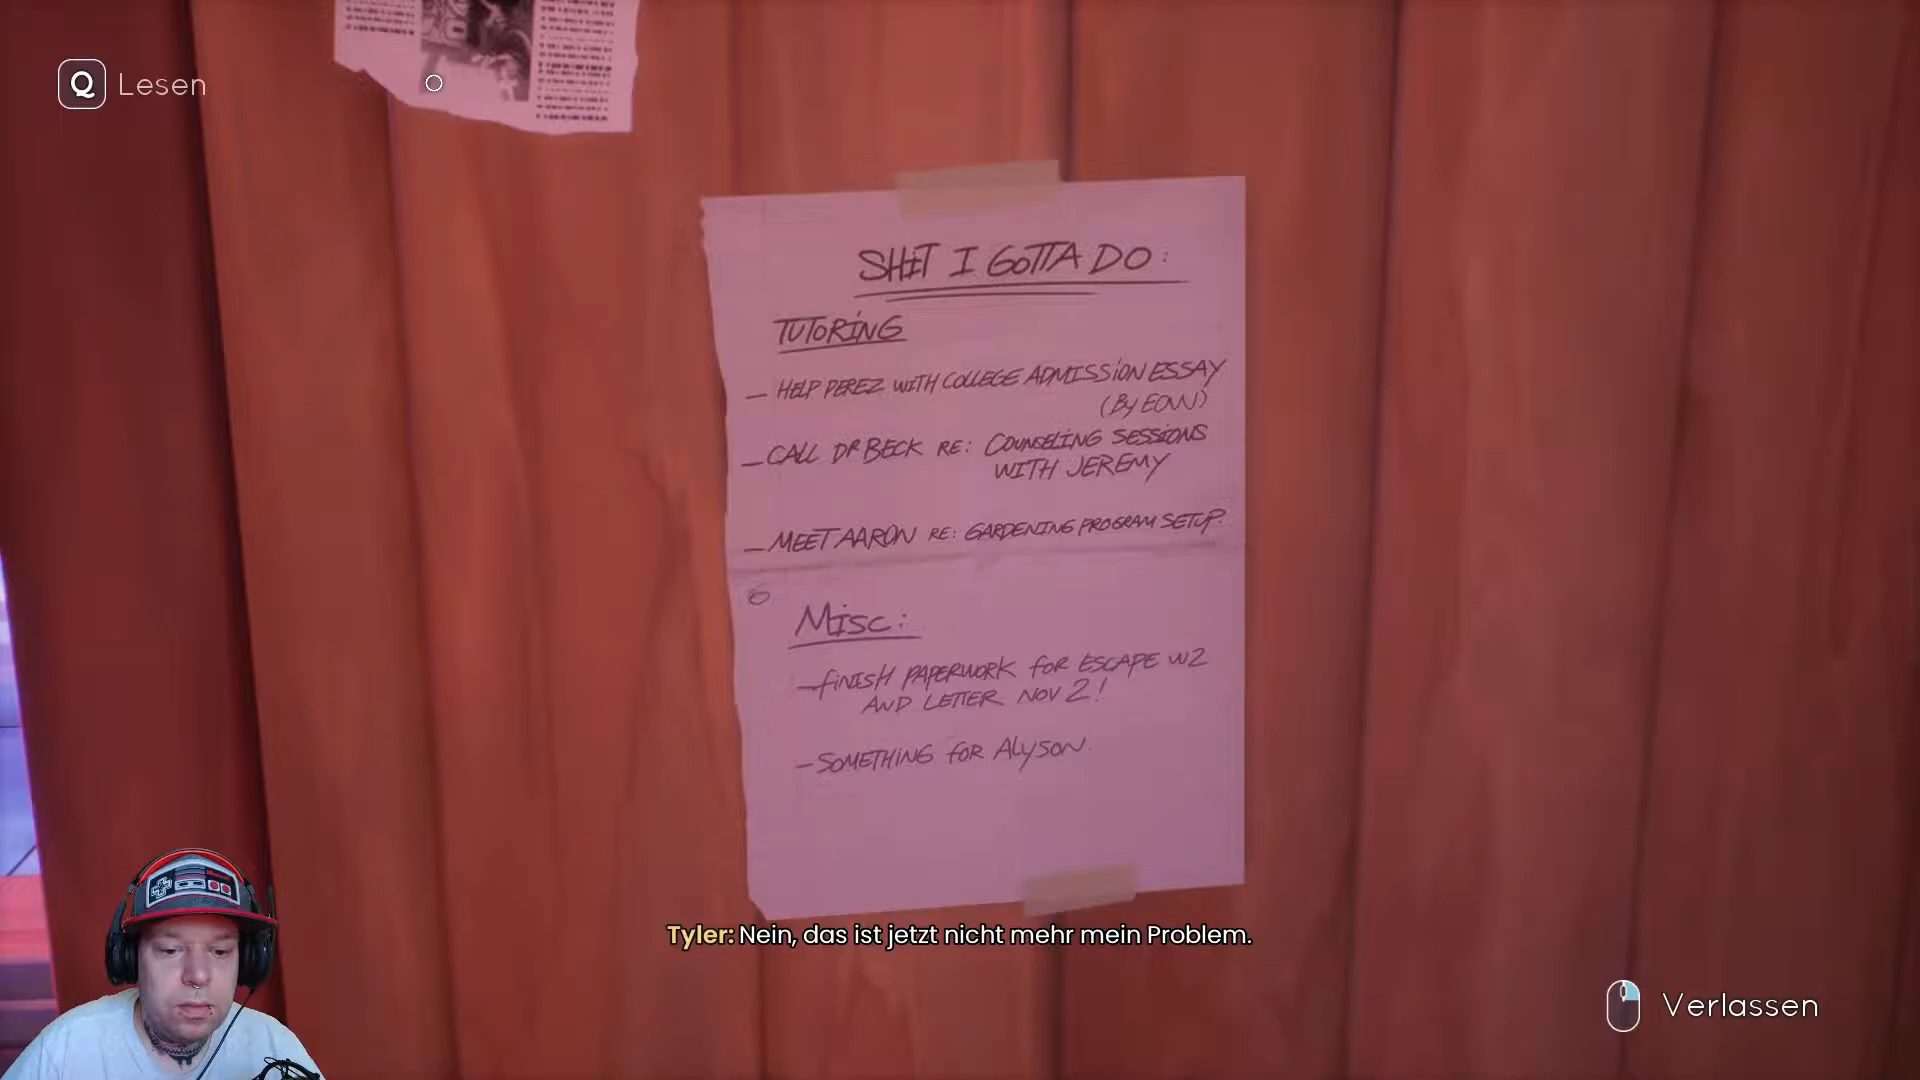 Q Lesen
SHIT I GOTTA DO:
TUTORING
— HELP PEREZ WITH COLLEGE ADMISSION ESSAY
(By EOW)
— CALL DR BECK RE: COUNSELING SESSIONS
WITH JEREMY
— MEET AARON RE: GARDENING PROGRAM SETUP.
Misc:
— FINISH PAPERWORK FOR ESCAPE W2
AND LETTER NOV 2!
— SOMETHING FOR ALYSON.
Tyler: Nein, das ist jetzt nicht mehr mein Problem.
Verlassen